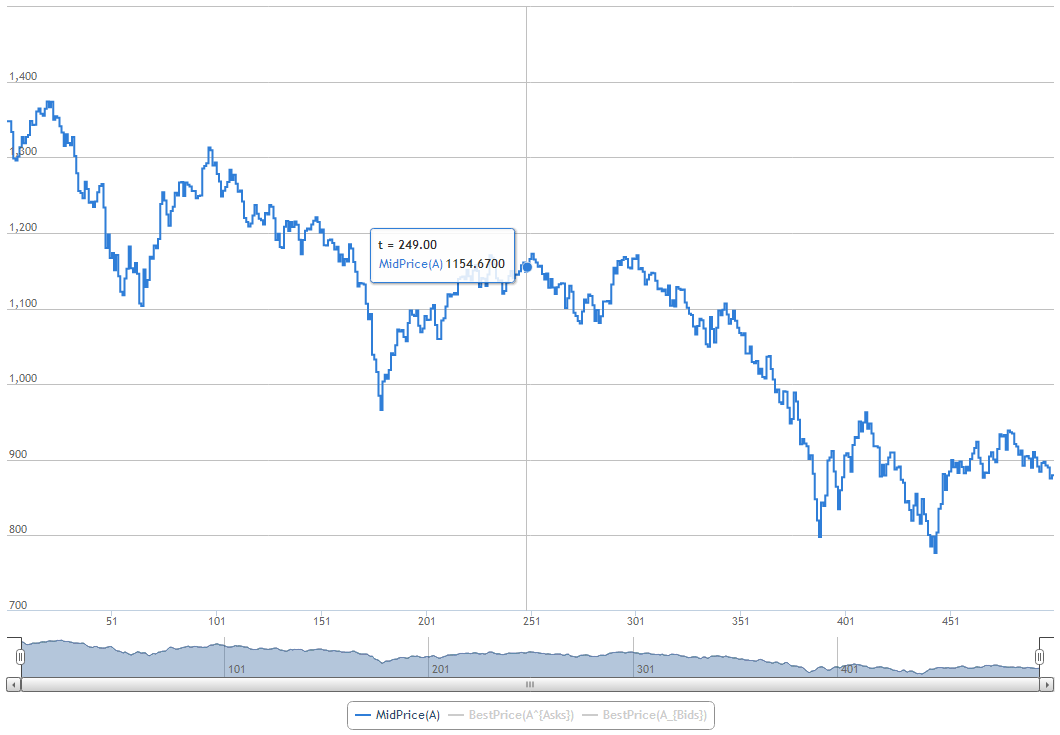 1,400
1,300
1,200
t = 249.00
MidPrice(A) 1154.6700
1,100
1,000
900
800
700
51 101 151 201 251 301 351 401 451
101 201 301 401
MidPrice(A) BestPrice(A^{Asks}) BestPrice(A_{Bids})